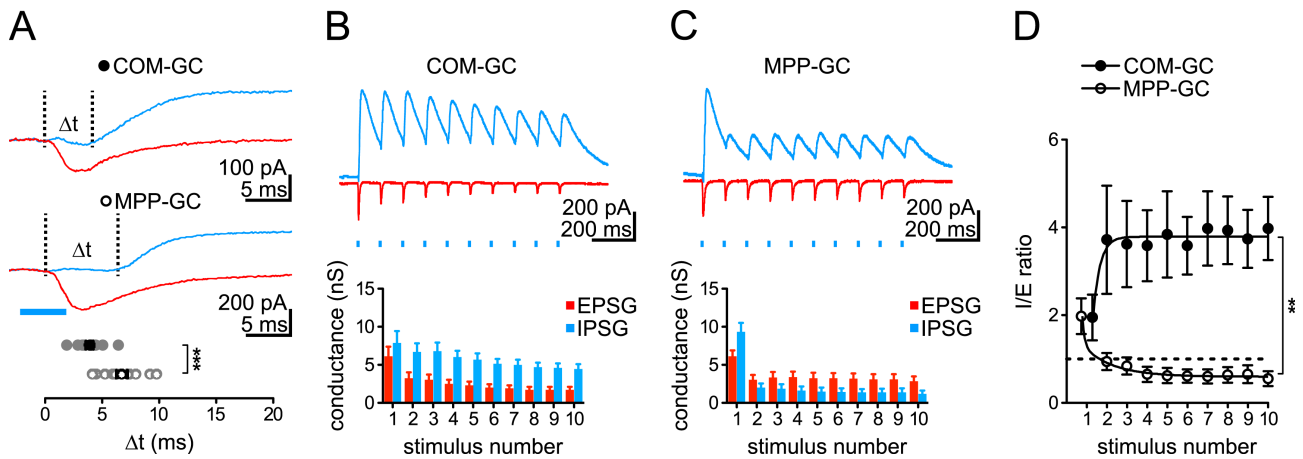 A
COM-GC
Δt
100 pA
5 ms
MPP-GC
Δt
200 pA
5 ms
***
0 5 10 15 20
Δt (ms)
B
COM-GC
200 pA
200 ms
conductance (nS)
15
10
5
0
EPSG
IPSG
1 2 3 4 5 6 7 8 9 10
stimulus number
C
MPP-GC
200 pA
200 ms
conductance (nS)
15
10
5
0
EPSG
IPSG
1 2 3 4 5 6 7 8 9 10
stimulus number
D
COM-GC
MPP-GC
I/E ratio
6
4
2
0
**
1 2 3 4 5 6 7 8 9 10
stimulus number